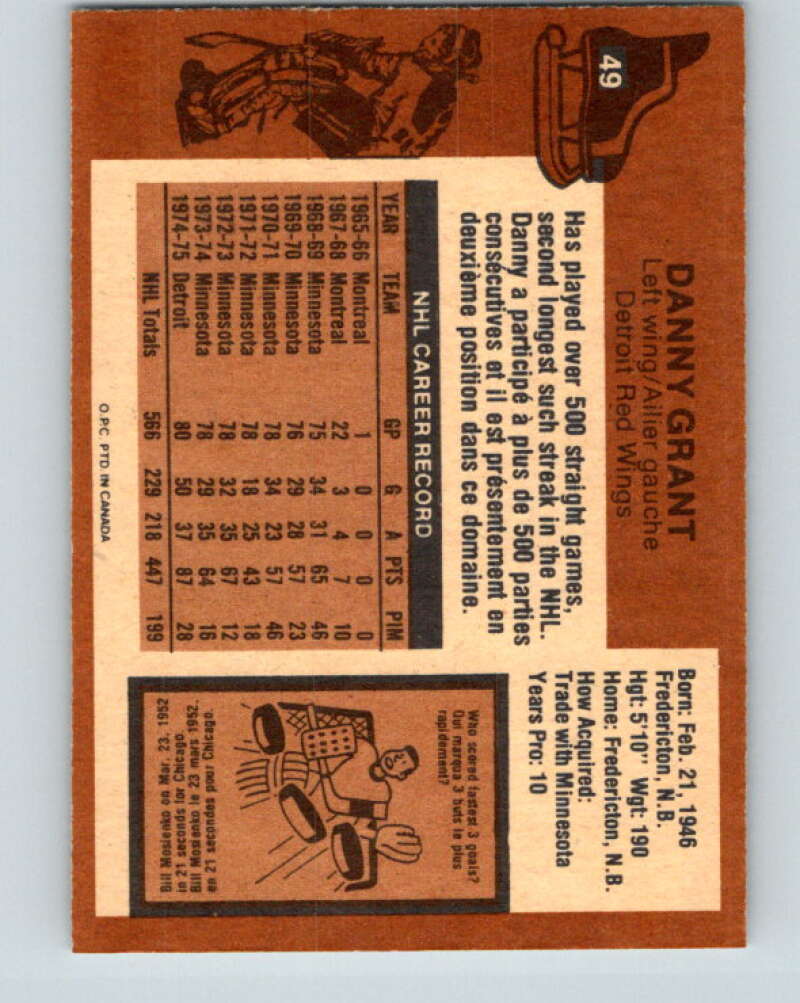 49
DANNY GRANT
Left wing/Ailier gauche
Detroit Red Wings
Born: Feb. 21, 1946
Fredericton, N.B.
Hgt: 5'10" Wgt: 190
Home: Fredericton, N.B.
How Acquired:
Trade with Minnesota
Years Pro: 10
Has played over 500 straight games,
second longest such streak in the NHL.
Danny a participé à plus de 500 parties
consécutives et il est présentement en
deuxième position dans ce domaine.
NHL CAREER RECORD
YEAR TEAM GP G A PTS PIM
1965-66 Montreal 1 0 0 0 0
1967-68 Montreal 22 3 4 7 10
1968-69 Minnesota 75 34 31 65 46
1969-70 Minnesota 76 29 28 57 23
1970-71 Minnesota 78 34 23 57 46
1971-72 Minnesota 78 18 25 43 18
1972-73 Minnesota 78 32 35 67 12
1973-74 Minnesota 78 29 35 64 16
1974-75 Detroit 80 50 37 87 28
NHL Totals 566 229 218 447 199
Who scored fastest 3 goals?
Qui marqua 3 buts le plus
rapidement?
Bill Mosienko on Mar. 23, 1952
in 21 seconds for Chicago.
Bill Mosienko le 23 mars 1952,
en 21 secondes pour Chicago.
O.P.C. PTD. IN CANADA